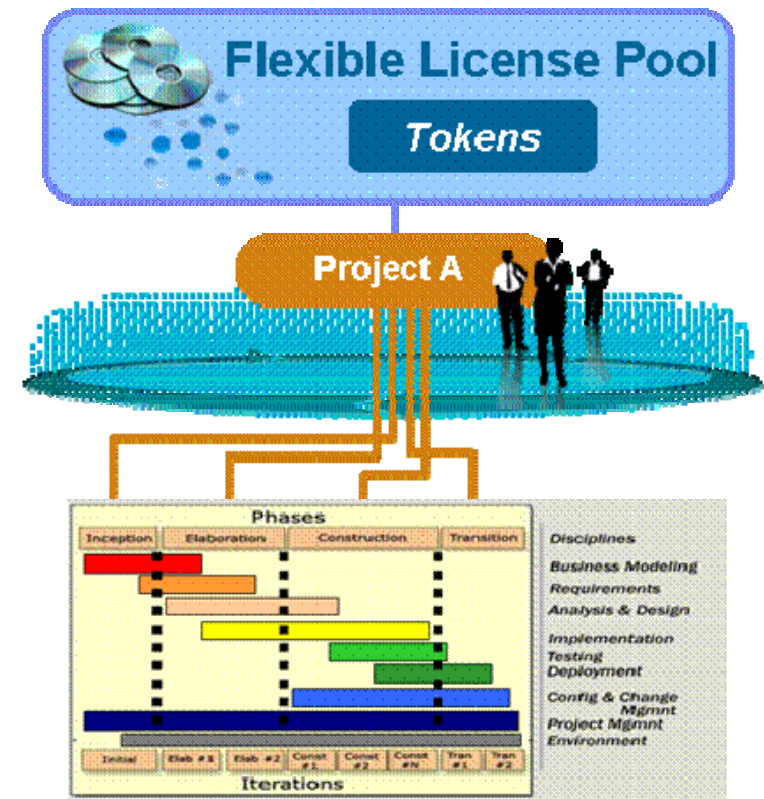 Flexible License Pool
Tokens
Project A
Phases
Inception Elaboration Construction Transition
Disciplines
Business Modeling
Requirements
Analysis & Design
Implementation
Testing
Deployment
Config & Change
Mgmnt
Project Mgmnt
Environment
Initial Elab #1 Elab #2 Const #1 Const #2 Const #N Tran #1 Tran #2
Iterations